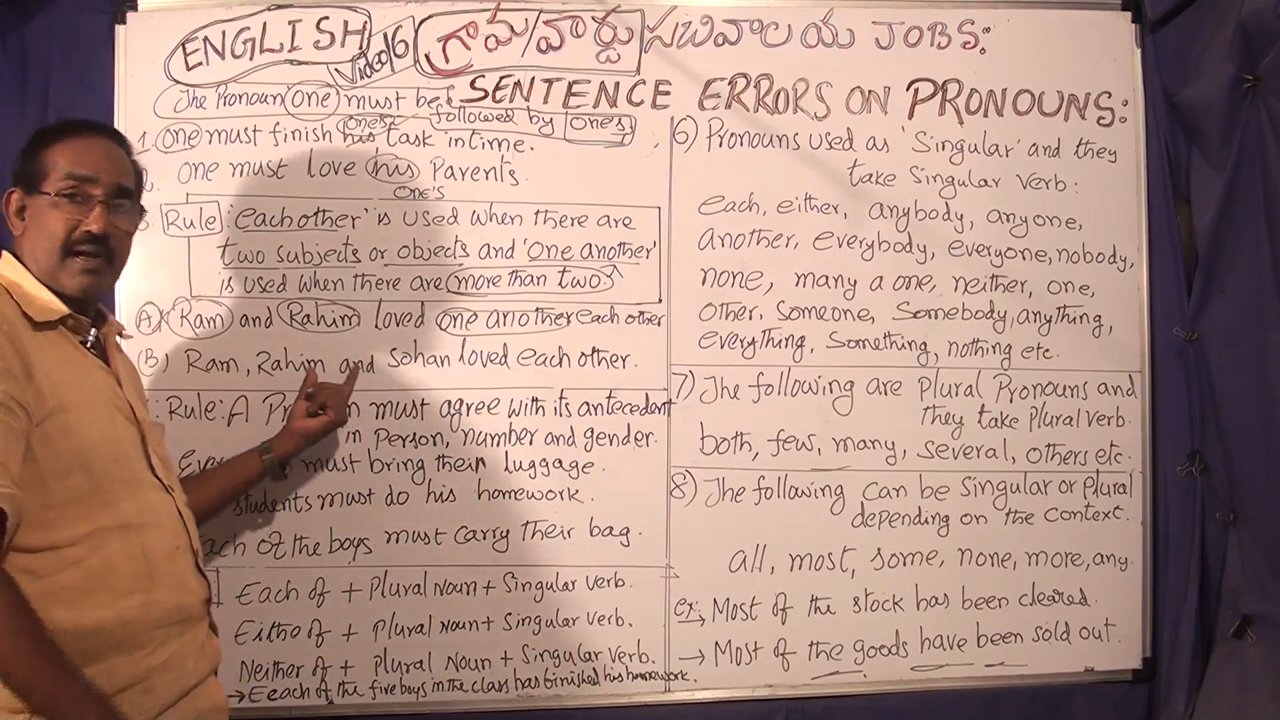 ENGLISH Video 16 గ్రామ/వార్డు సచివాలయ JOBS:
SENTENCE ERRORS ON PRONOUNS:
The Pronoun one must be followed by one's
1. one must finish his task in time.
one's
one must love his Parents.
one's
Rule 'each other' is used when there are
two subjects or objects and 'One another'
is used when there are more than two.
(A) Ram and Rahim loved one another each other
(B) Ram, Rahim and Sohan loved each other.
: Rule: A must agree with its antecedent
in Person, number and gender.
must bring their luggage.
students must do his homework.
Each of the boys must carry their bag.
Each of + Plural Noun + Singular verb.
Eitho of + Plural Noun + Singular verb.
Neither of + Plural Noun + Singular verb.
→ Eeach of the five boys in the class has finished his homework.
6) Pronouns used as 'Singular' and they
take Singular verb:
each, either, anybody, anyone,
another, everybody, everyone, nobody,
none, many a one, neither, one,
other, someone, Somebody, anything,
everything, Something, nothing etc.
7) The following are plural Pronouns and
they take Plural verb.
both, few, many, several, others etc.
8) The following can be Singular or plural
depending on the context.
all, most, some, none, more, any.
ex: → Most of the stock has been cleared.
→ Most of the goods have been sold out.